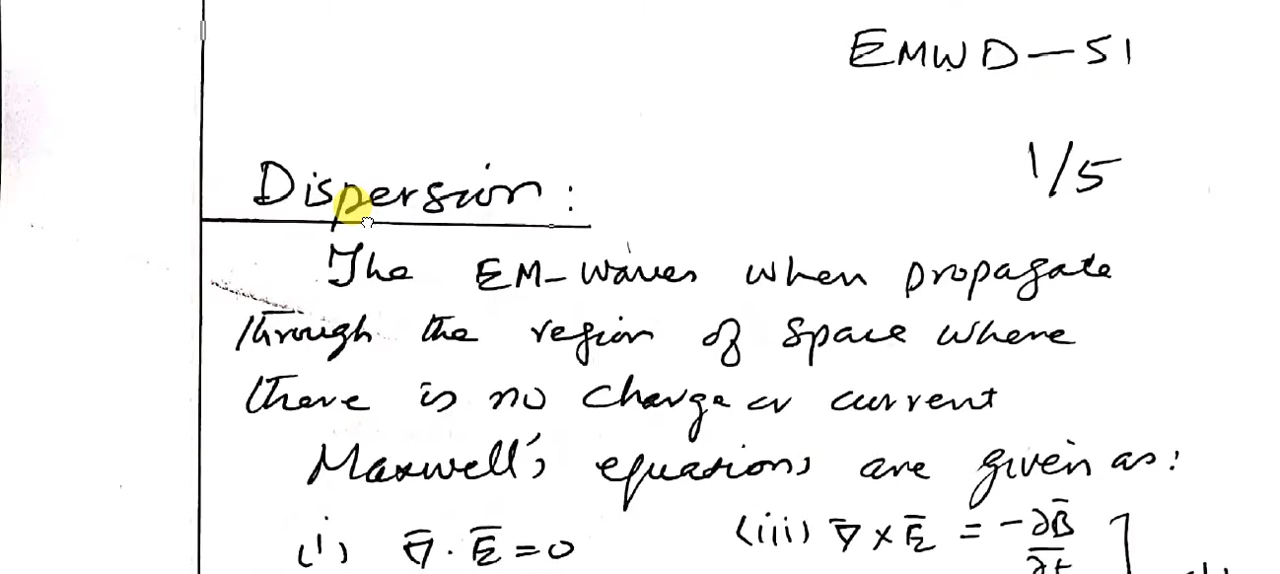 EMWD-51
1/5
Dispersion:
The EM-waves when propagate
through the region of space where
there is no charge or current
Maxwell's equations are given as:
(i) ∇̄ · Ē = 0 (iii) ∇̄ × Ē = -∂B̄/∂t